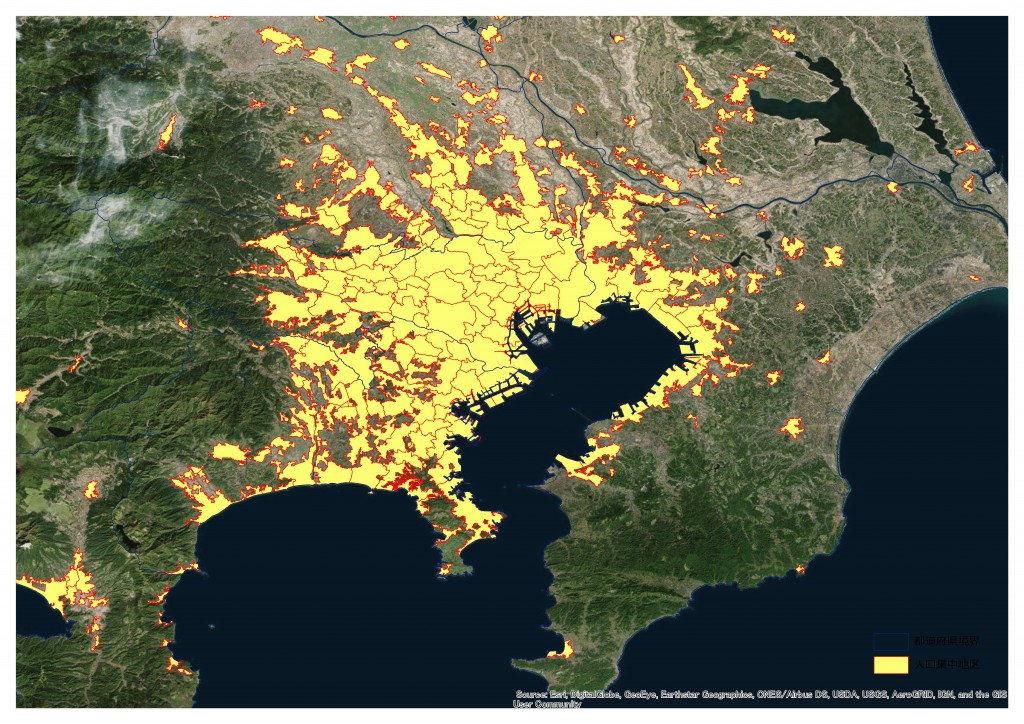 都道府県境界
人口集中地区
Source: Esri, DigitalGlobe, GeoEye, Earthstar Geographics, CNES/Airbus DS, USDA, USGS, AeroGRID, IGN, and the GIS
User Community